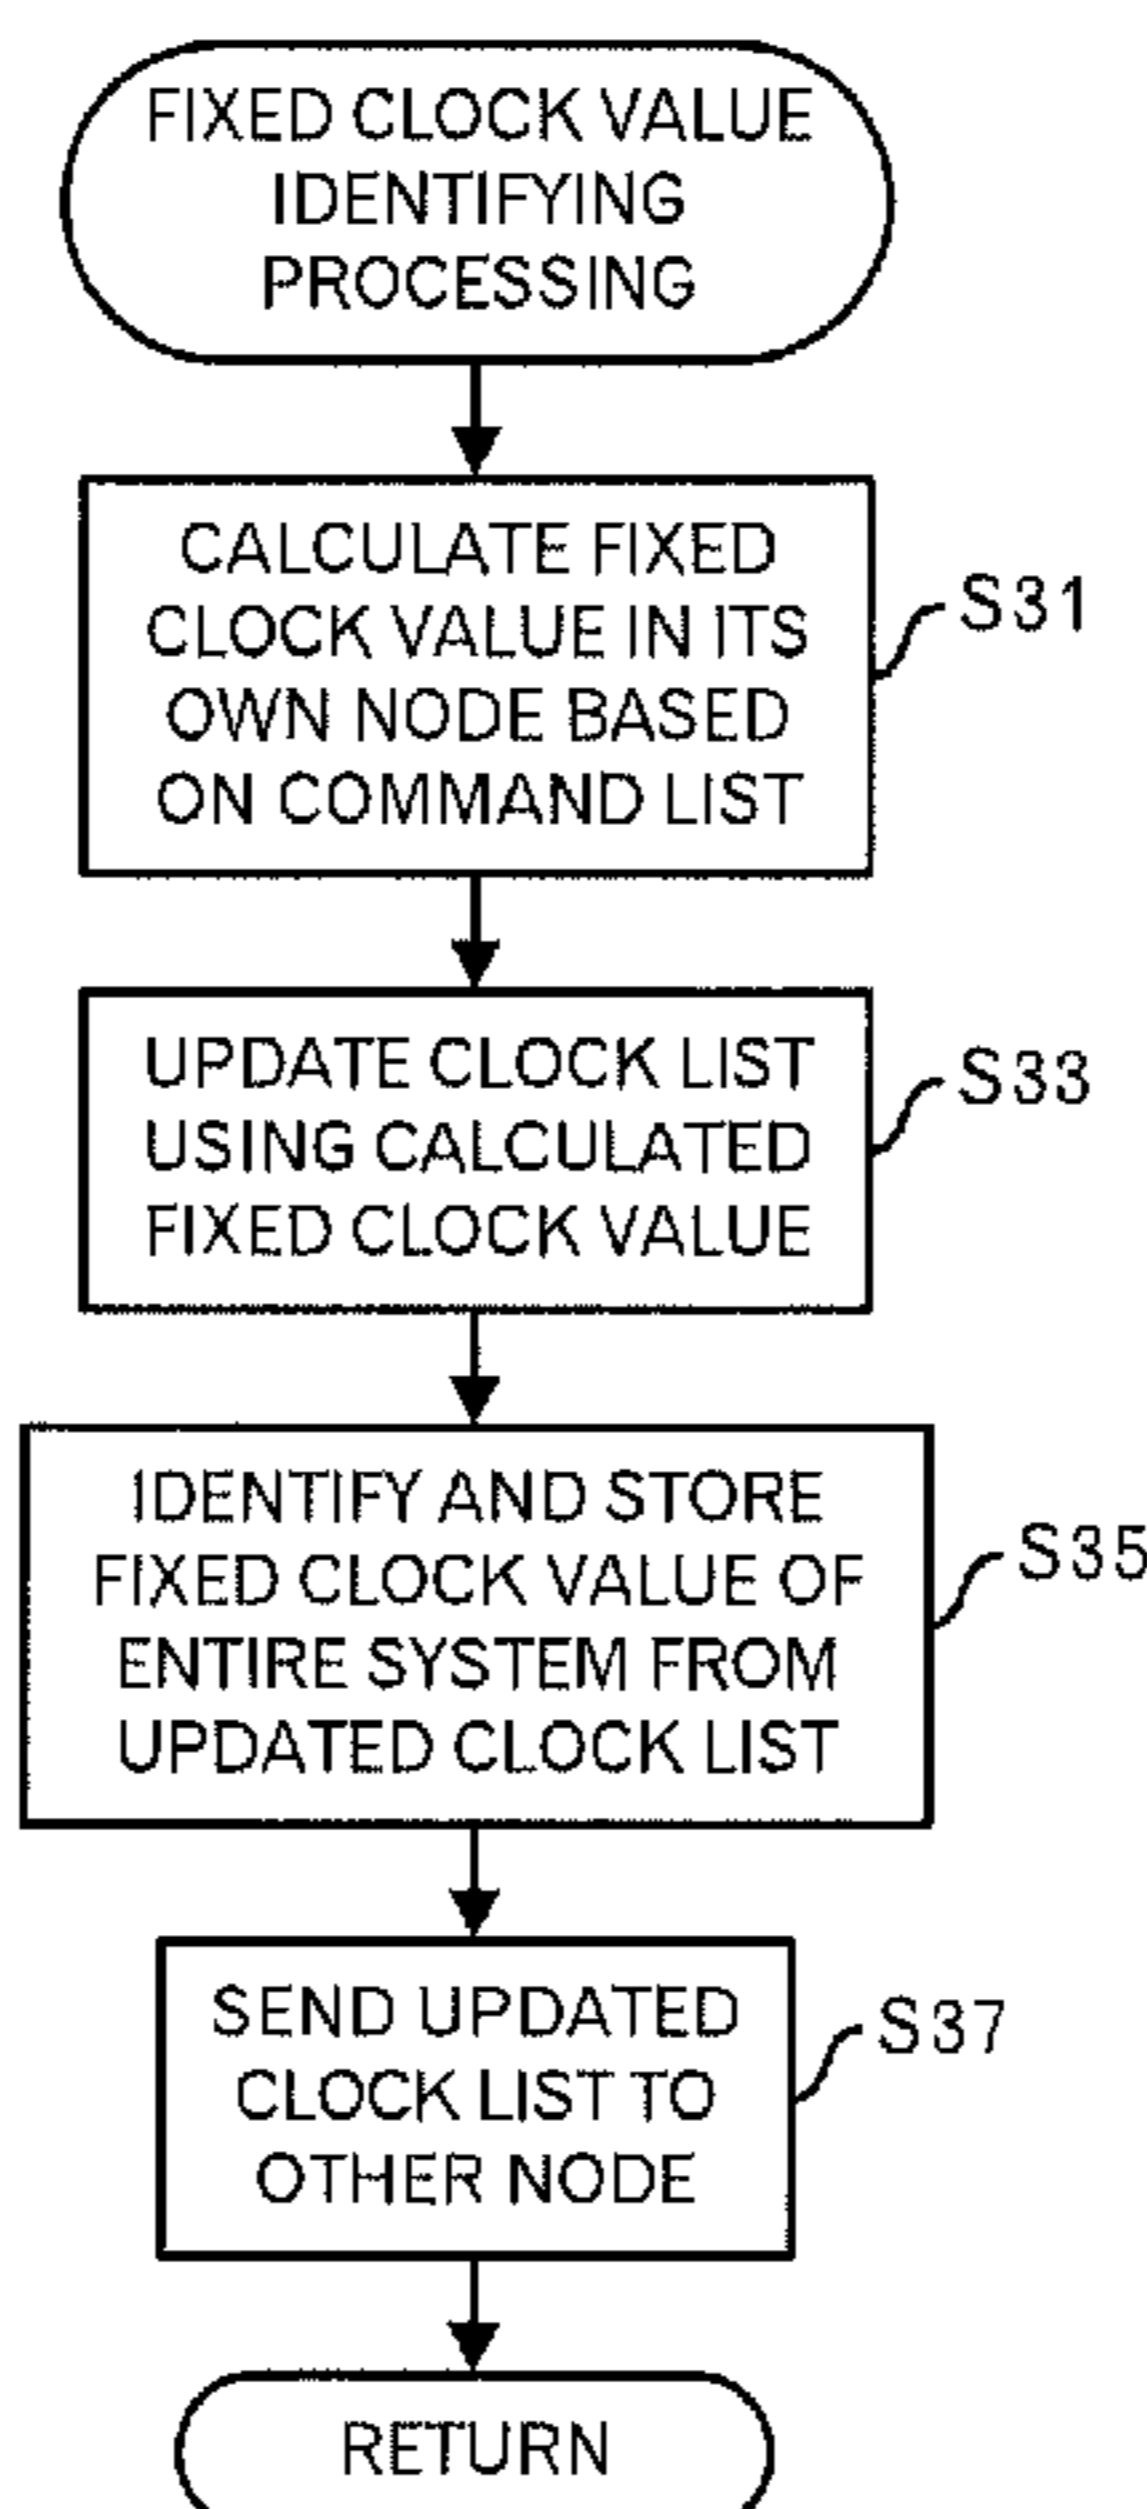 FIXED CLOCK VALUE
IDENTIFYING
PROCESSING
CALCULATE FIXED
CLOCK VALUE IN ITS
OWN NODE BASED
ON COMMAND LIST
S31
UPDATE CLOCK LIST
USING CALCULATED
FIXED CLOCK VALUE
S33
IDENTIFY AND STORE
FIXED CLOCK VALUE OF
ENTIRE SYSTEM FROM
UPDATED CLOCK LIST
S35
SEND UPDATED
CLOCK LIST TO
OTHER NODE
S37
RETURN